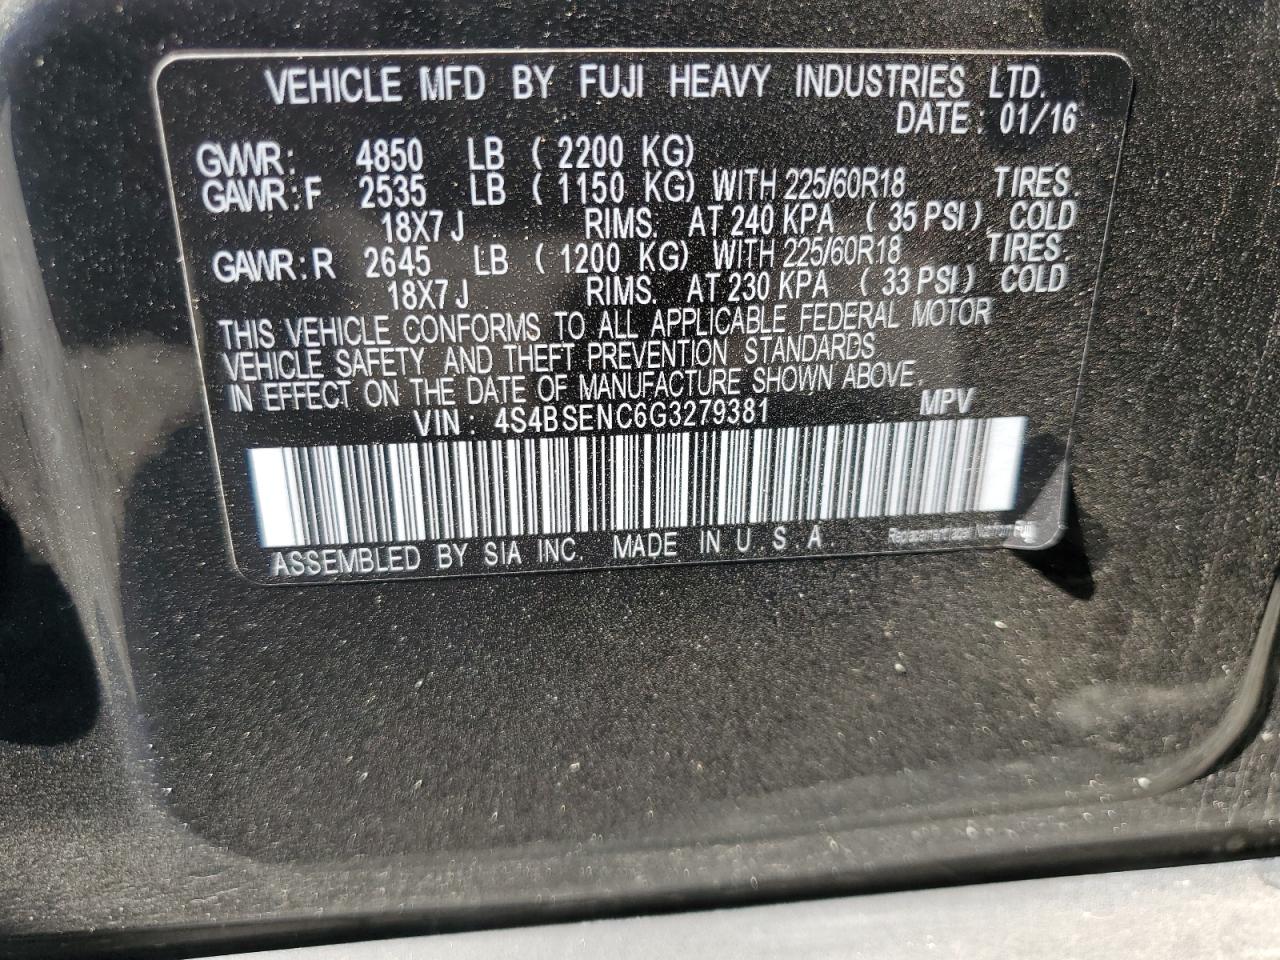 VEHICLE MFD BY FUJI HEAVY INDUSTRIES LTD.
DATE: 01/16
GVWR: 4850 LB (2200 KG)
GAWR:F 2535 LB (1150 KG) WITH 225/60R18 TIRES.
18X7J RIMS. AT 240 KPA (35 PSI) COLD
GAWR:R 2645 LB (1200 KG) WITH 225/60R18 TIRES.
18X7J RIMS. AT 230 KPA (33 PSI) COLD
THIS VEHICLE CONFORMS TO ALL APPLICABLE FEDERAL MOTOR
VEHICLE SAFETY AND THEFT PREVENTION STANDARDS
IN EFFECT ON THE DATE OF MANUFACTURE SHOWN ABOVE.
VIN : 4S4BSENC6G3279381 MPV
ASSEMBLED BY SIA INC. MADE IN U.S.A.
Replacement label